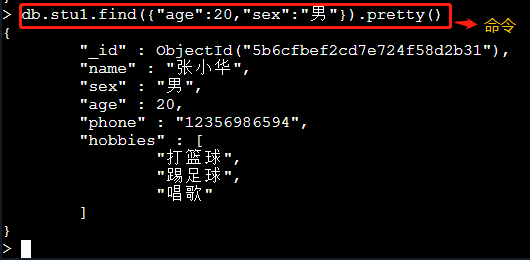 > db.stu1.find({"age":20,"sex":"男"}).pretty() 命令
{
"_id" : ObjectId("5b6cfbef2cd7e724f58d2b31"),
"name" : "张小华",
"sex" : "男",
"age" : 20,
"phone" : "12356986594",
"hobbies" : [
"打篮球",
"踢足球",
"唱歌"
]
}
>